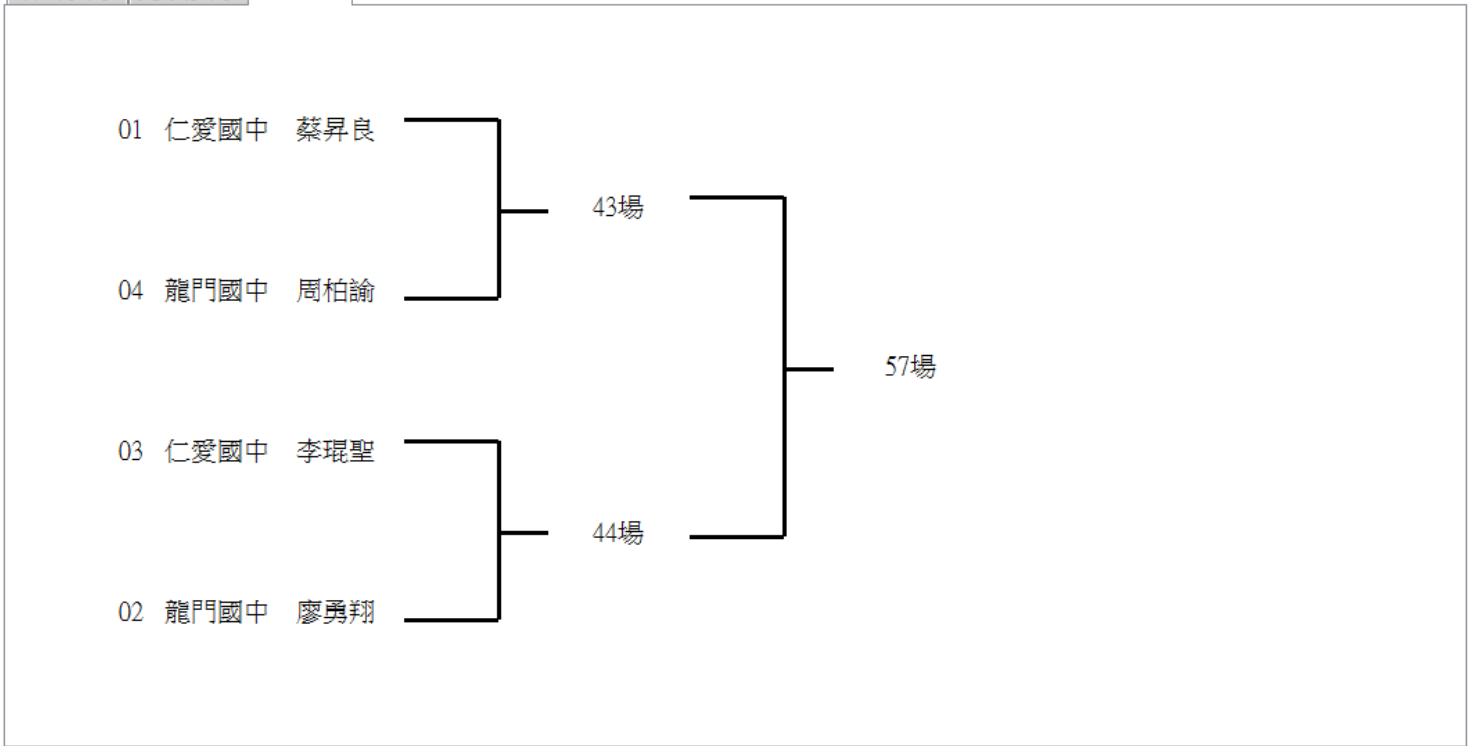 01 仁愛國中 蔡昇良
43場
04 龍門國中 周柏諭
57場
03 仁愛國中 李琨聖
44場
02 龍門國中 廖勇翔